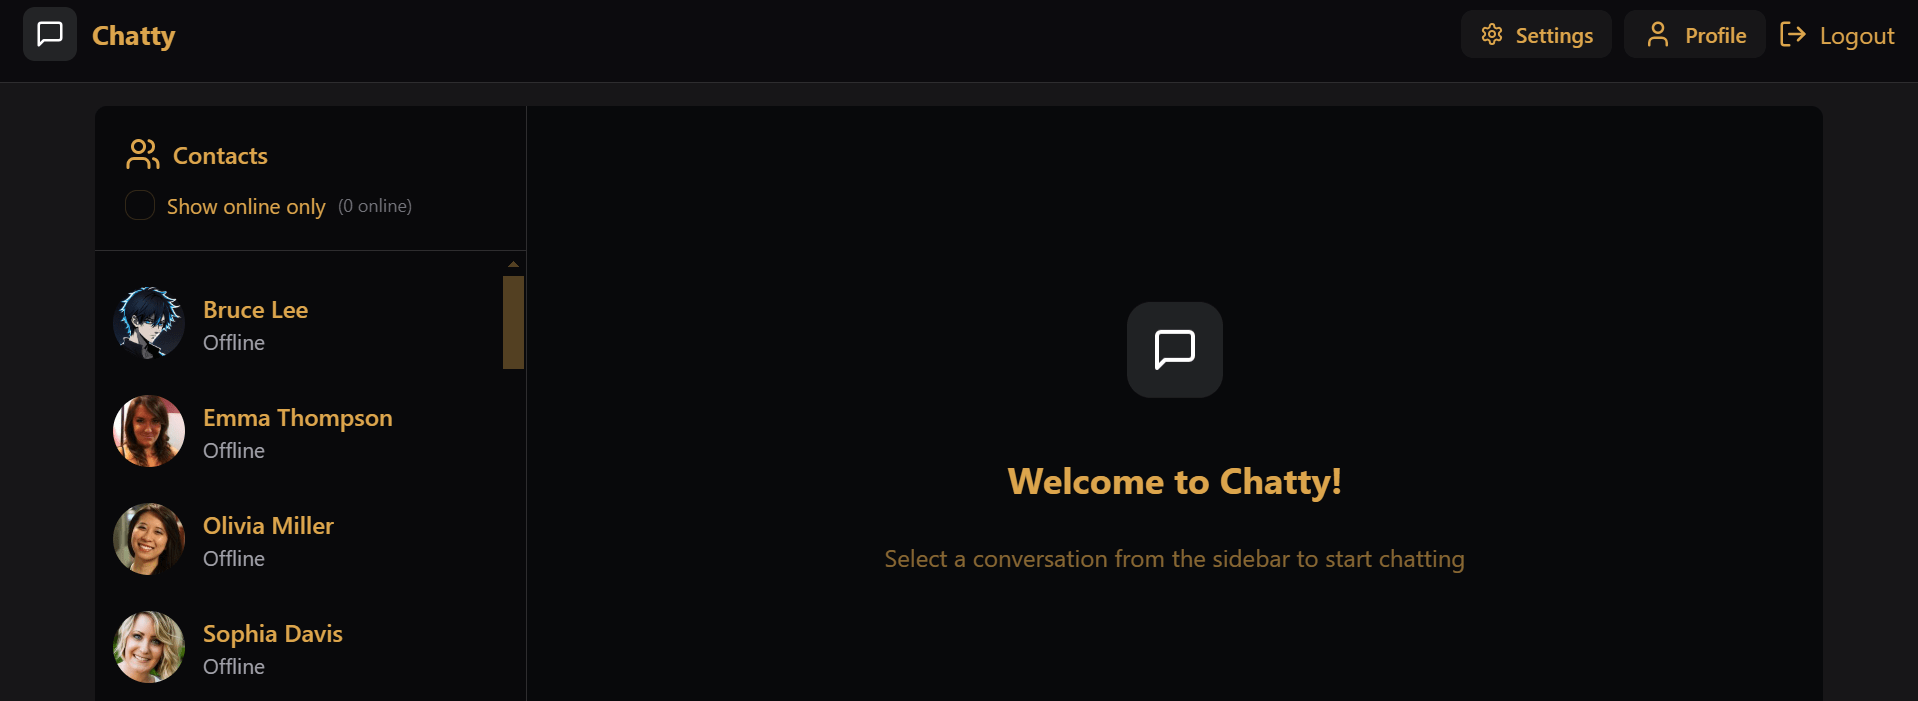 Chatty
Settings
Profile
Logout
Contacts
Show online only (0 online)
Bruce Lee
Offline
Emma Thompson
Offline
Olivia Miller
Offline
Sophia Davis
Offline
Welcome to Chatty!
Select a conversation from the sidebar to start chatting